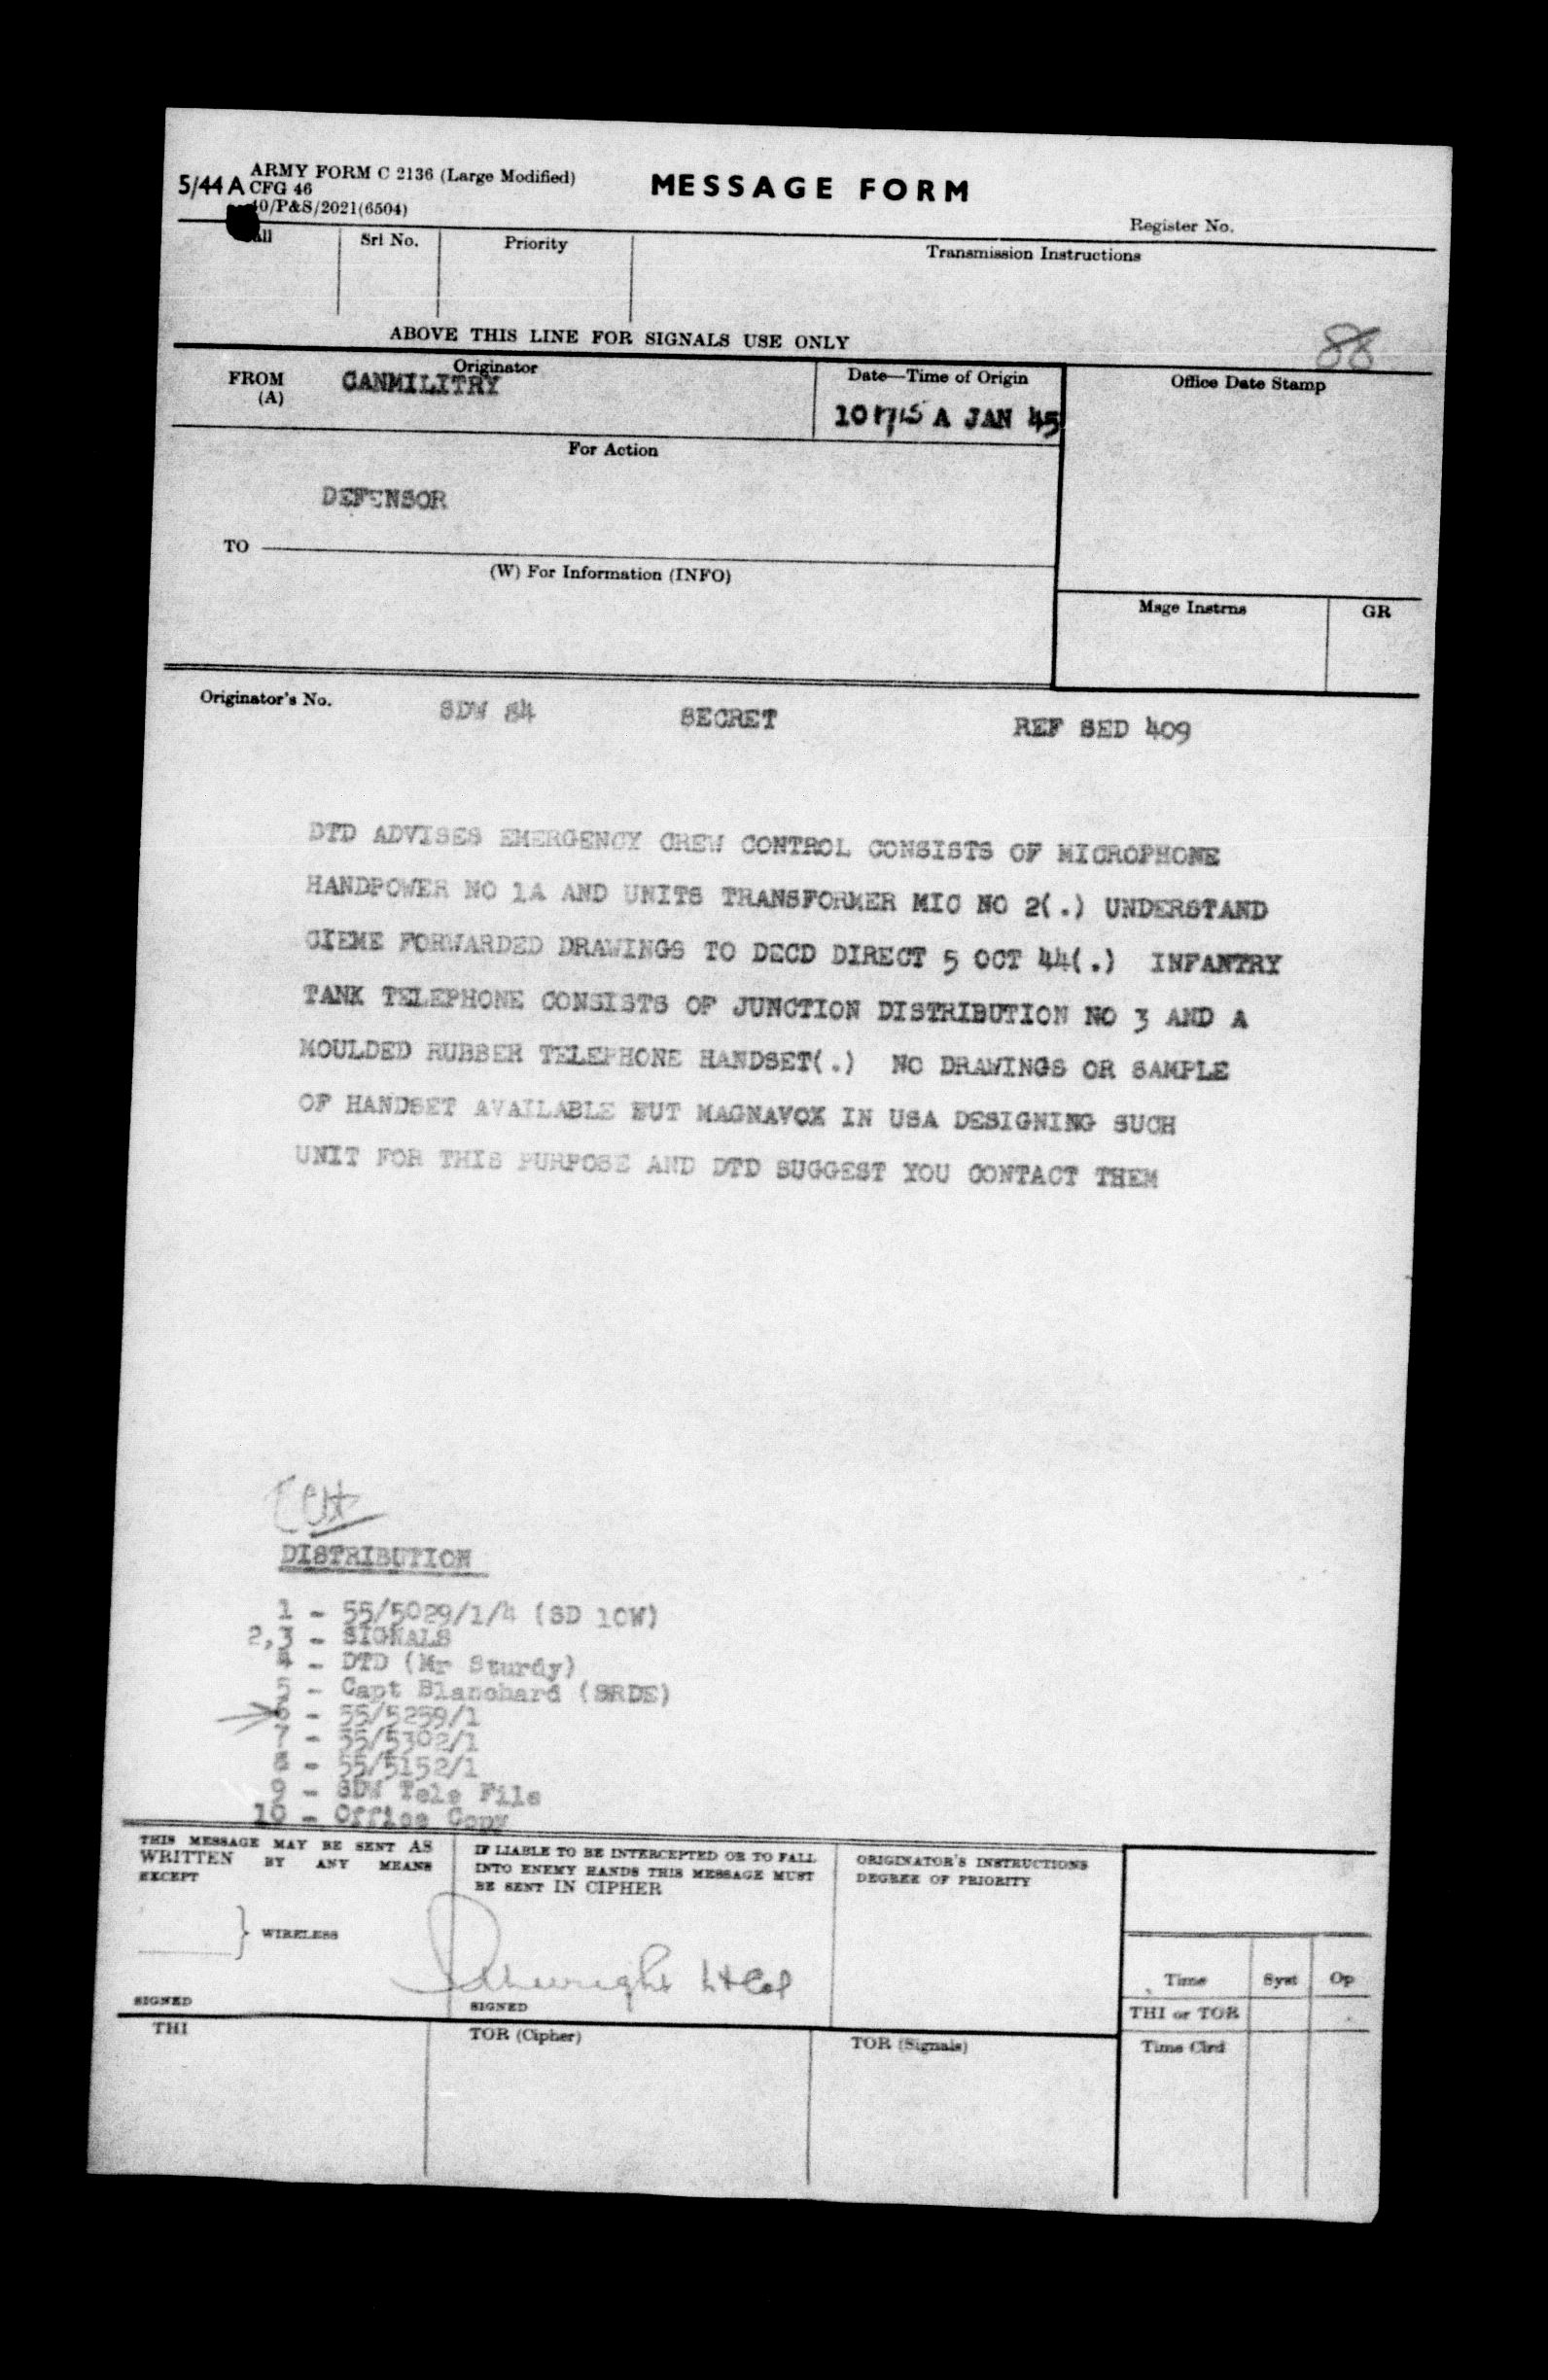 5/44 A ARMY FORM C 2136 (Large Modified)
CFG 46
40/P&S/2021(6504)
MESSAGE FORM
Register No.
Srl No. Priority Transmission Instructions
ABOVE THIS LINE FOR SIGNALS USE ONLY
88
FROM (A) Originator Date—Time of Origin Office Date Stamp
CANMILITRY
101715 A JAN 45
For Action
DEFENSOR
TO
(W) For Information (INFO)
Msge Instrns GR
Originator's No. SDW 84 SECRET REF SED 409
DTD ADVISES EMERGENCY CREW CONTROL CONSISTS OF MICROPHONE
HANDPOWER NO 1A AND UNITS TRANSFORMER MIC NO 2(.) UNDERSTAND
CIEME FORWARDED DRAWINGS TO DECD DIRECT 5 OCT 44(.) INFANTRY
TANK TELEPHONE CONSISTS OF JUNCTION DISTRIBUTION NO 3 AND A
MOULDED RUBBER TELEPHONE HANDSET(.) NO DRAWINGS OR SAMPLE
OF HANDSET AVAILABLE BUT MAGNAVOX IN USA DESIGNING SUCH
UNIT FOR THIS PURPOSE AND DTD SUGGEST YOU CONTACT THEM
DISTRIBUTION
1 - 55/5029/1/4 (SD 10W)
2,3 - SIGNALS
4 - DTD (Mr Sturdy)
5 - Capt Blanchard (SRDE)
6 - 55/5259/1
7 - 55/5302/1
8 - 55/5152/1
9 - SDW Tele File
10 - Office Copy
THIS MESSAGE MAY BE SENT AS
WRITTEN BY ANY MEANS
EXCEPT
WIRELESS
SIGNED
IF LIABLE TO BE INTERCEPTED OR TO FALL
INTO ENEMY HANDS THIS MESSAGE MUST
BE SENT IN CIPHER
Lt Col
SIGNED
ORIGINATOR'S INSTRUCTIONS
DEGREE OF PRIORITY
Time Syst Op
THI or TOR
Time Clrd
THI TOR (Cipher) TOR (Signals)